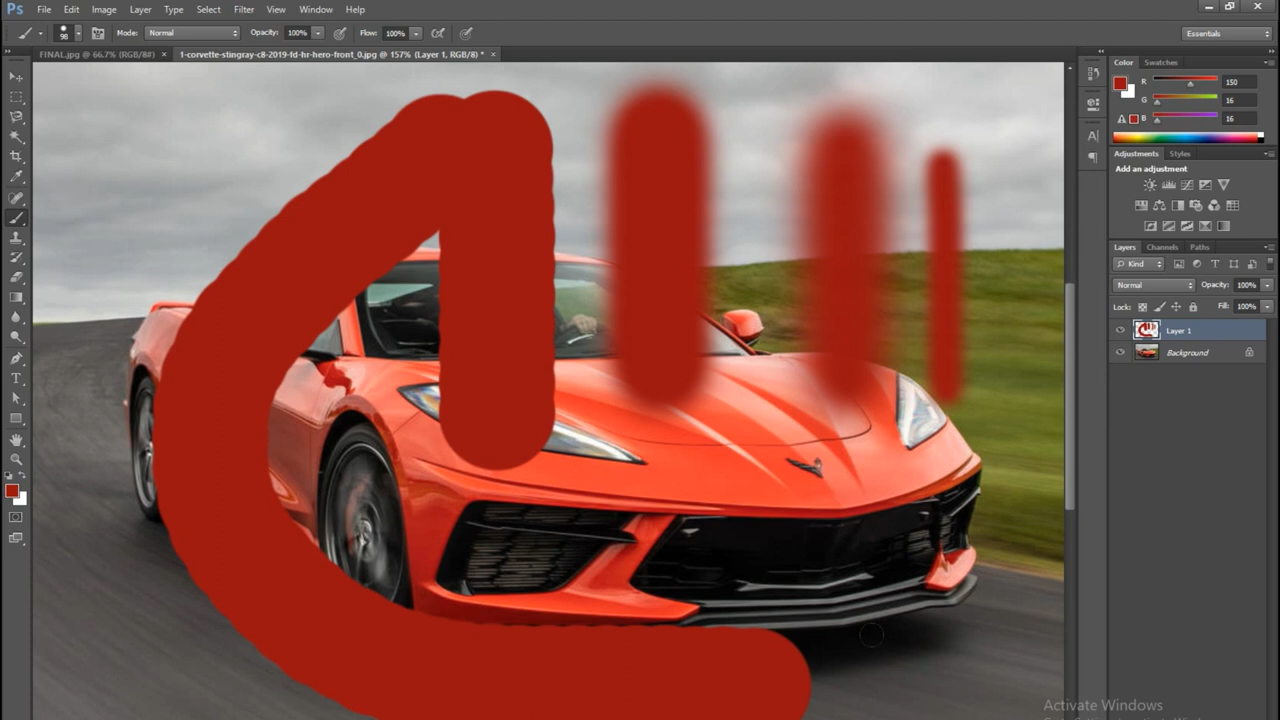 Ps File Edit Image Layer Type Select Filter View Window Help
98 Mode: Normal Opacity: 100% Flow: 100% Essentials
FINAL.jpg @ 66.7% (RGB/8#) × 1-corvette-stingray-c8-2019-fd-hr-hero-front_0.jpg @ 157% (Layer 1, RGB/8) * ×
Color Swatches
R 150
G 16
B 16
Adjustments Styles
Add an adjustment
Layers Channels Paths
Kind
Normal Opacity: 100%
Lock: Fill: 100%
Layer 1
Background
Activate Windows